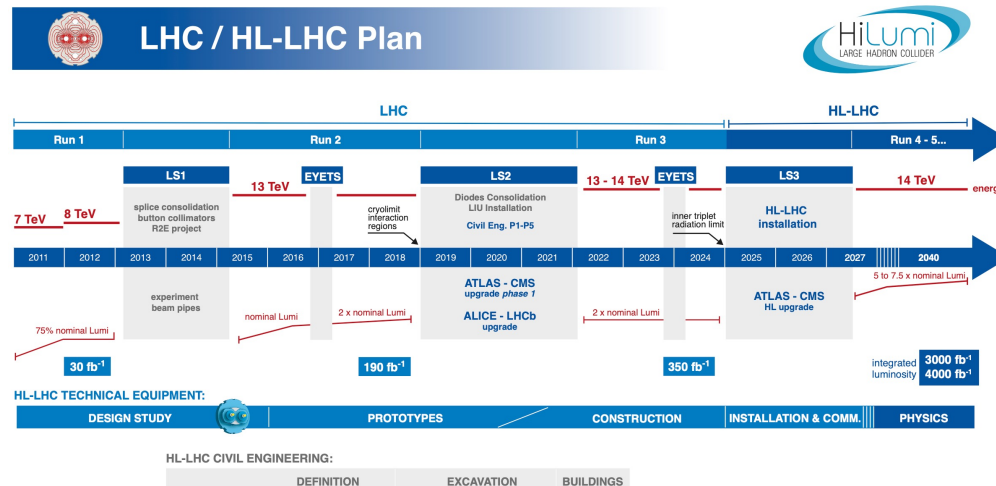 LHC / HL-LHC Plan
HiLumi
LARGE HADRON COLLIDER
LHC
HL-LHC
Run 1
Run 2
Run 3
Run 4 - 5...
LS1
EYETS
LS2
EYETS
LS3
13 TeV
13 - 14 TeV
14 TeV
energ
7 TeV
8 TeV
splice consolidation
button collimators
R2E project
cryolimit
interaction
regions
Diodes Consolidation
LIU Installation
Civil Eng. P1-P5
inner triplet
radiation limit
HL-LHC
installation
2011 2012 2013 2014 2015 2016 2017 2018 2019 2020 2021 2022 2023 2024 2025 2026 2027 2040
5 to 7.5 x nominal Lumi
experiment
beam pipes
ATLAS - CMS
upgrade phase 1
ALICE - LHCb
upgrade
ATLAS - CMS
HL upgrade
75% nominal Lumi
nominal Lumi
2 x nominal Lumi
2 x nominal Lumi
30 fb⁻¹
190 fb⁻¹
350 fb⁻¹
integrated
luminosity
3000 fb⁻¹
4000 fb⁻¹
HL-LHC TECHNICAL EQUIPMENT:
DESIGN STUDY
PROTOTYPES
CONSTRUCTION
INSTALLATION & COMM.
PHYSICS
HL-LHC CIVIL ENGINEERING:
DEFINITION
EXCAVATION
BUILDINGS